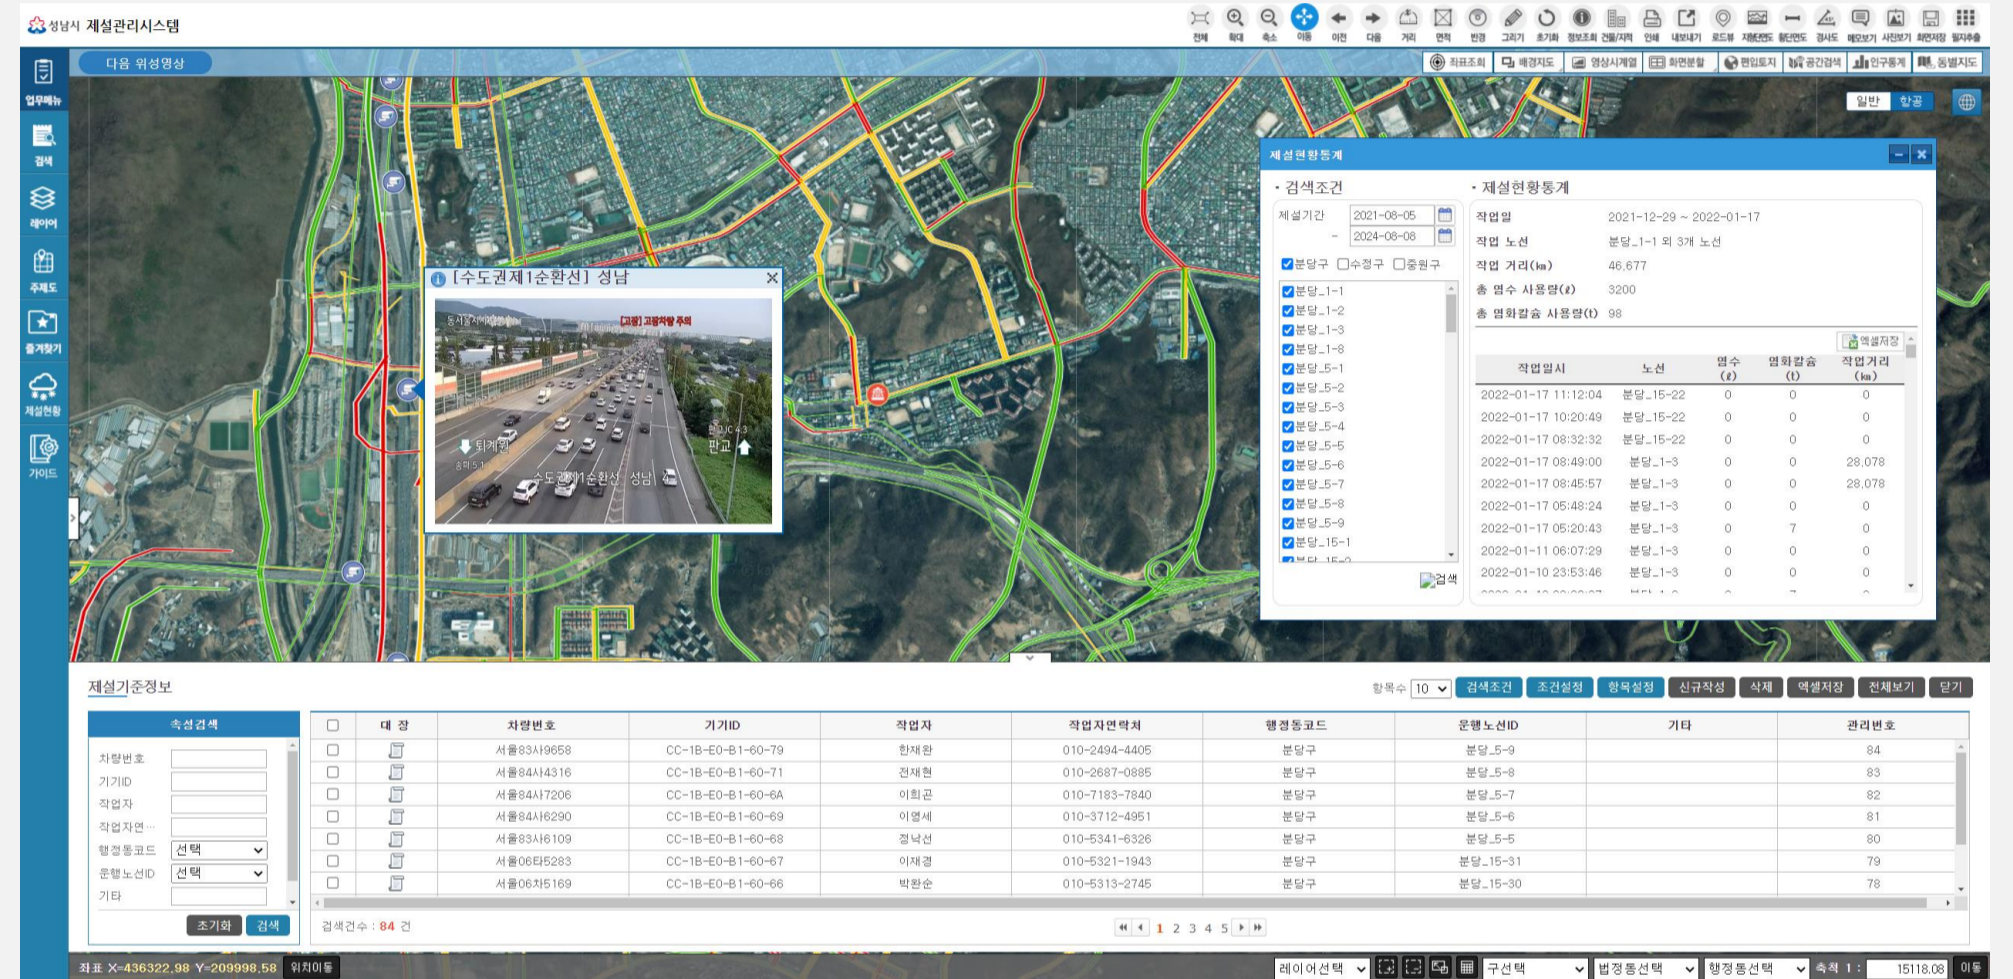 성남시 제설관리시스템
전체 확대 축소 이동 이전 다음 거리 면적 반경 그리기 초기화 정보조회 건물/지적 인쇄 내보내기 로드뷰 지형단면도 횡단면도 경사도 메모보기 사진보기 화면저장 필지추출
다음 위성영상
좌표조회 배경지도 영상시계열 화면분할 편입토지 공간검색 인구통계 동별지도
일반 항공
업무메뉴
검색
레이어
주제도
즐겨찾기
제설현황
가이드
[수도권제1순환선] 성남
[고장] 고장차량 주의
판교
퇴계원
수도권제1순환선 성남
제설현황통계
· 검색조건
제설기간 2021-08-05
- 2024-08-08
분당구 수정구 중원구
분당_1-1
분당_1-2
분당_1-3
분당_1-8
분당_5-1
분당_5-2
분당_5-3
분당_5-4
분당_5-5
분당_5-6
분당_5-7
분당_5-8
분당_5-9
분당_15-1
분당_15-2
검색
· 제설현황통계
작업일 2021-12-29 ~ 2022-01-17
작업 노선 분당_1-1 외 3개 노선
작업 거리(㎞) 46,677
총 염수 사용량(ℓ) 3200
총 염화칼슘 사용량(t) 98
엑셀저장
작업일시 노선 염수(ℓ) 염화칼슘(t) 작업거리(㎞)
2022-01-17 11:12:04 분당_15-22 0 0 0
2022-01-17 10:20:49 분당_15-22 0 0 0
2022-01-17 08:32:32 분당_15-22 0 0 0
2022-01-17 08:49:00 분당_1-3 0 0 28,078
2022-01-17 08:45:57 분당_1-3 0 0 28,078
2022-01-17 05:48:24 분당_1-3 0 0 0
2022-01-17 05:20:43 분당_1-3 0 7 0
2022-01-11 06:07:29 분당_1-3 0 0 0
2022-01-10 23:53:46 분당_1-3 0 0 0
제설기준정보
항목수 10 검색조건 조건설정 항목설정 신규작성 삭제 엑셀저장 전체보기 닫기
속성검색
차량번호
기기ID
작업자
작업자연…
행정동코드 선택
운행노선ID 선택
기타
초기화 검색
대 장 차량번호 기기ID 작업자 작업자연락처 행정동코드 운행노선ID 기타 관리번호
서울83사9658 CC-1B-E0-B1-60-79 한재완 010-2494-4405 분당구 분당_5-9 84
서울84사4316 CC-1B-E0-B1-60-71 전재현 010-2687-0885 분당구 분당_5-8 83
서울84사7206 CC-1B-E0-B1-60-6A 이희곤 010-7183-7840 분당구 분당_5-7 82
서울84사6290 CC-1B-E0-B1-60-69 이영세 010-3712-4951 분당구 분당_5-6 81
서울83사6109 CC-1B-E0-B1-60-68 정낙선 010-5341-6326 분당구 분당_5-5 80
서울06타5283 CC-1B-E0-B1-60-67 이재경 010-5321-1943 분당구 분당_15-31 79
서울06차5169 CC-1B-E0-B1-60-66 박완순 010-5313-2745 분당구 분당_15-30 78
검색건수 : 84 건
1 2 3 4 5
좌표 X=436322.98 Y=209998.58 위치이동
레이어선택 구선택 법정동선택 행정동선택 축척 1 : 15118.08 이동